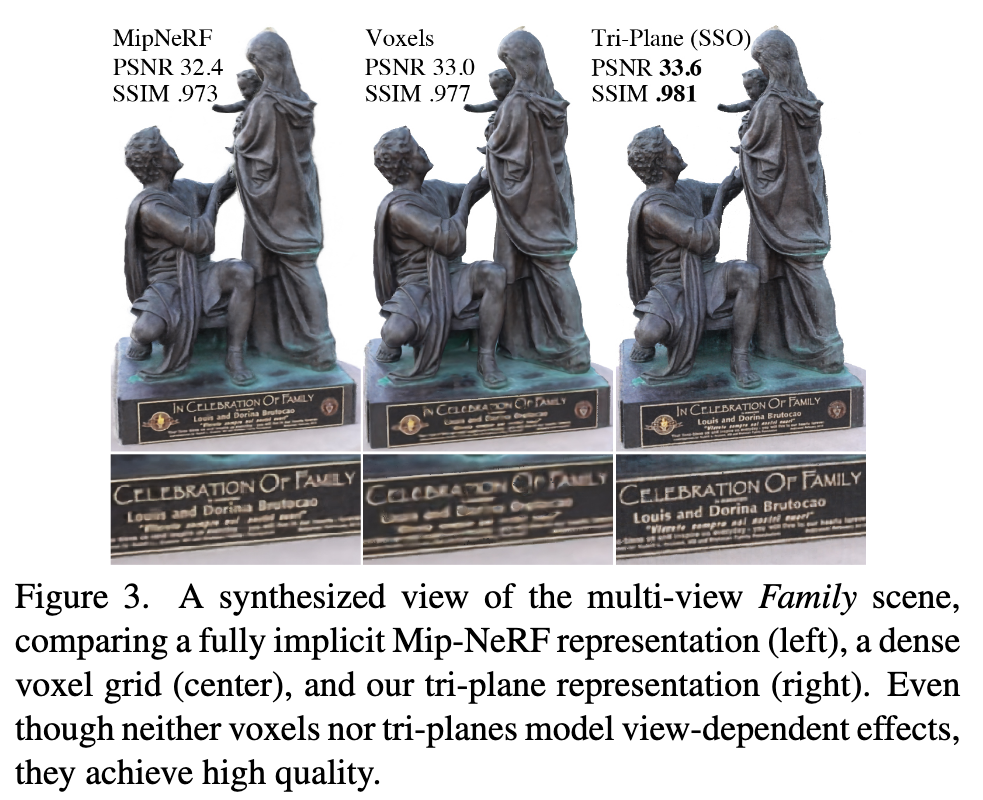 MipNeRF
PSNR 32.4
SSIM .973
Voxels
PSNR 33.0
SSIM .977
Tri-Plane (SSO)
PSNR 33.6
SSIM .981
IN CELEBRATION OF FAMILY
Louis and Dorina Brutocao
IN CELEBRATION OF FAMILY
IN CELEBRATION OF FAMILY
Louis and Dorina Brutocao
CELEBRATION OF FAMILY
Louis and Dorina Brutocao
CELEBRATION OF FAMILY
CELEBRATION OF FAMILY
Louis and Dorina Brutocao
Figure 3. A synthesized view of the multi-view Family scene,
comparing a fully implicit Mip-NeRF representation (left), a dense
voxel grid (center), and our tri-plane representation (right). Even
though neither voxels nor tri-planes model view-dependent effects,
they achieve high quality.